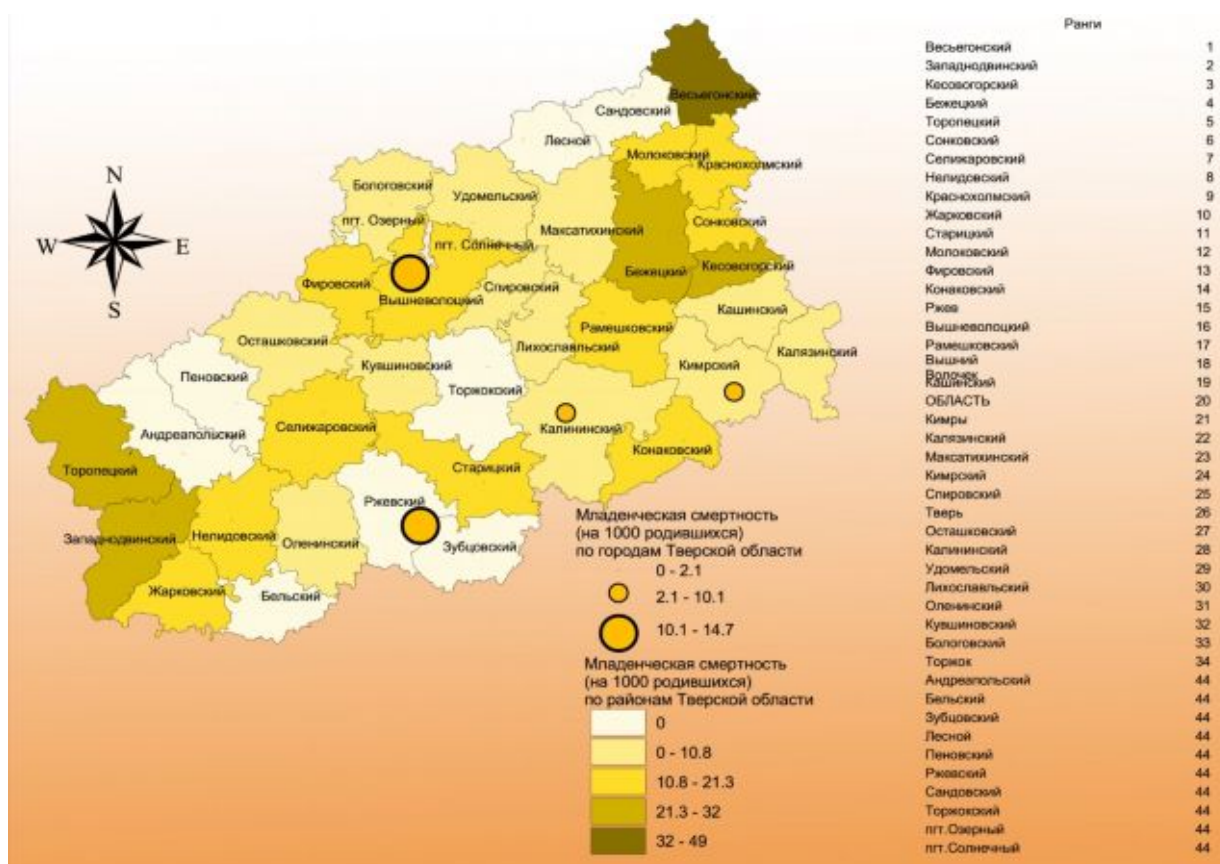 Ранги
Весьегонский 1
Западнодвинский 2
Кесовогорский 3
Бежецкий 4
Торопецкий 5
Сонковский 6
Селижаровский 7
Нелидовский 8
Краснохолмский 9
Жарковский 10
Старицкий 11
Молоковский 12
Фировский 13
Конаковский 14
Ржев 15
Вышневолоцкий 16
Рамешковский 17
Вышний
Волочек 18
Кашинский 19
ОБЛАСТЬ 20
Кимры 21
Калязинский 22
Максатихинский 23
Кимрский 24
Спировский 25
Тверь 26
Осташковский 27
Калининский 28
Удомельский 29
Лихославльский 30
Оленинский 31
Кувшиновский 32
Бологовский 33
Торжок 34
Андреапольский 44
Бельский 44
Зубцовский 44
Лесной 44
Пеновский 44
Ржевский 44
Сандовский 44
Торжокский 44
пгт.Озерный 44
пгт.Солнечный 44
N
W E
S
Весьегонский
Сандовский
Лесной
Молоковский
Краснохолмский
Бологовский
Удомельский
пгт. Озерный
Максатихинский
Сонковский
пгт. Солнечный
Бежецкий
Кесовогорский
Фировский
Вышневолоцкий
Спировский
Кашинский
Рамешковский
Осташковский
Лихославльский
Калязинский
Кувшиновский
Кимрский
Пеновский
Торжокский
Андреапольский
Селижаровский
Калининский
Конаковский
Торопецкий
Старицкий
Ржевский
Западнодвинский
Нелидовский
Оленинский
Зубцовский
Жарковский
Бельский
Младенческая смертность
(на 1000 родившихся)
по городам Тверской области
0 - 2.1
2.1 - 10.1
10.1 - 14.7
Младенческая смертность
(на 1000 родившихся)
по районам Тверской области
0
0 - 10.8
10.8 - 21.3
21.3 - 32
32 - 49